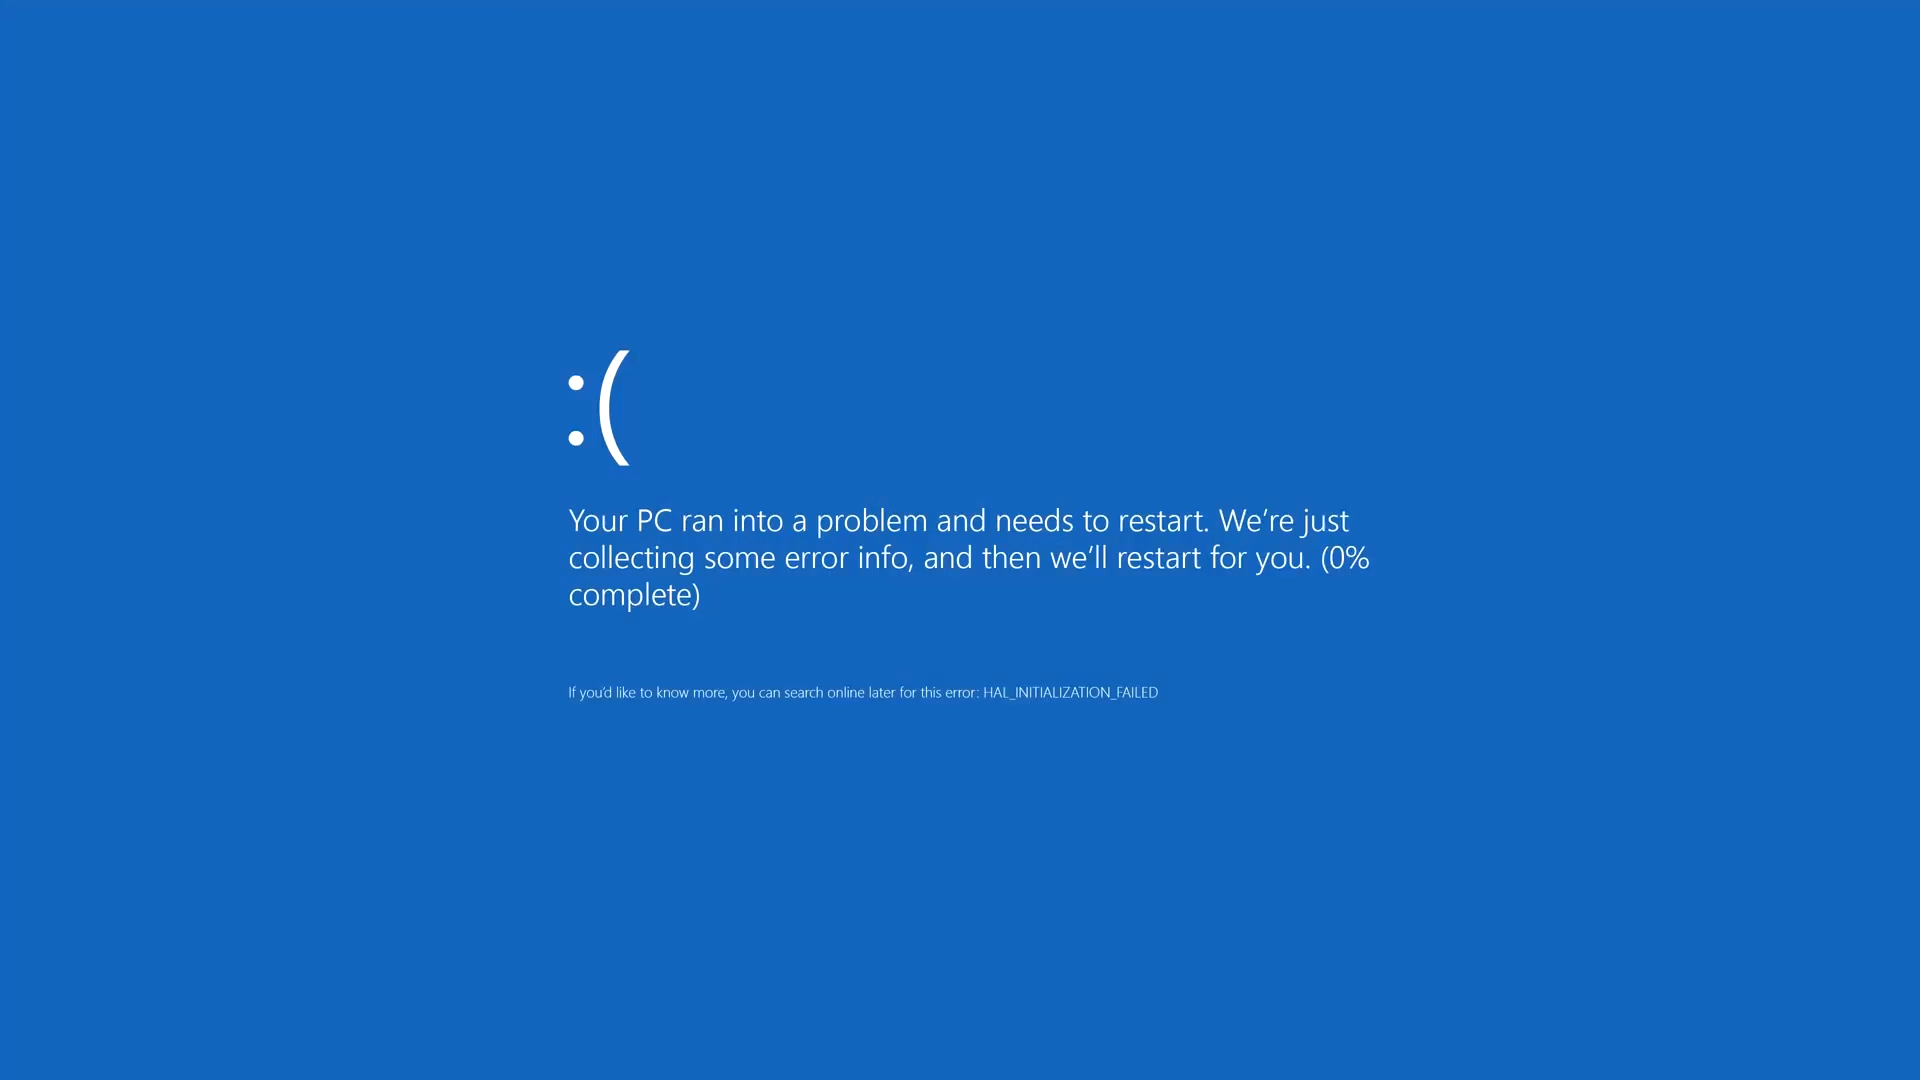 :(
Your PC ran into a problem and needs to restart. We’re just
collecting some error info, and then we’ll restart for you. (0%
complete)
If you’d like to know more, you can search online later for this error: HAL_INITIALIZATION_FAILED